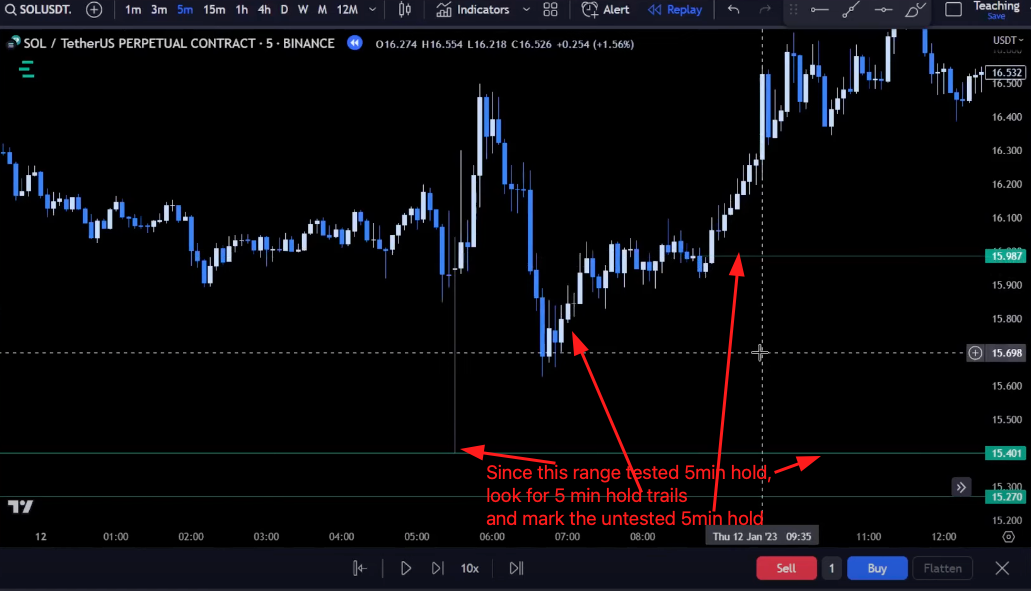 SOLUSDT.
1m 3m 5m 15m 1h 4h D W M 12M
Indicators
Alert
Replay
Teaching
Save
SOL / TetherUS PERPETUAL CONTRACT · 5 · BINANCE
O16.274 H16.554 L16.218 C16.526 +0.254 (+1.56%)
USDT
16.532
16.500
16.400
16.300
16.200
16.100
15.987
15.900
15.800
15.698
15.600
15.500
15.401
15.300
15.270
15.200
Since this range tested 5min hold,
look for 5 min hold trails
and mark the untested 5min hold
12 01:00 02:00 03:00 04:00 05:00 06:00 07:00 08:00 Thu 12 Jan '23 09:35 11:00 12:00
10x
Sell 1 Buy Flatten